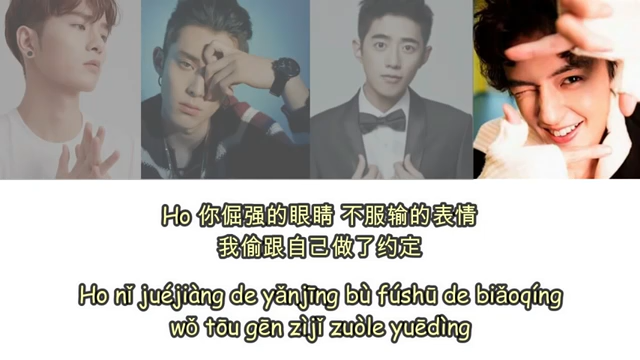 Ho 你倔强的眼睛 不服输的表情
我偷跟自己做了约定
Ho nǐ juéjiàng de yǎnjīng bù fúshū de biǎoqíng
wǒ tōu gēn zìjǐ zuòle yuēdìng